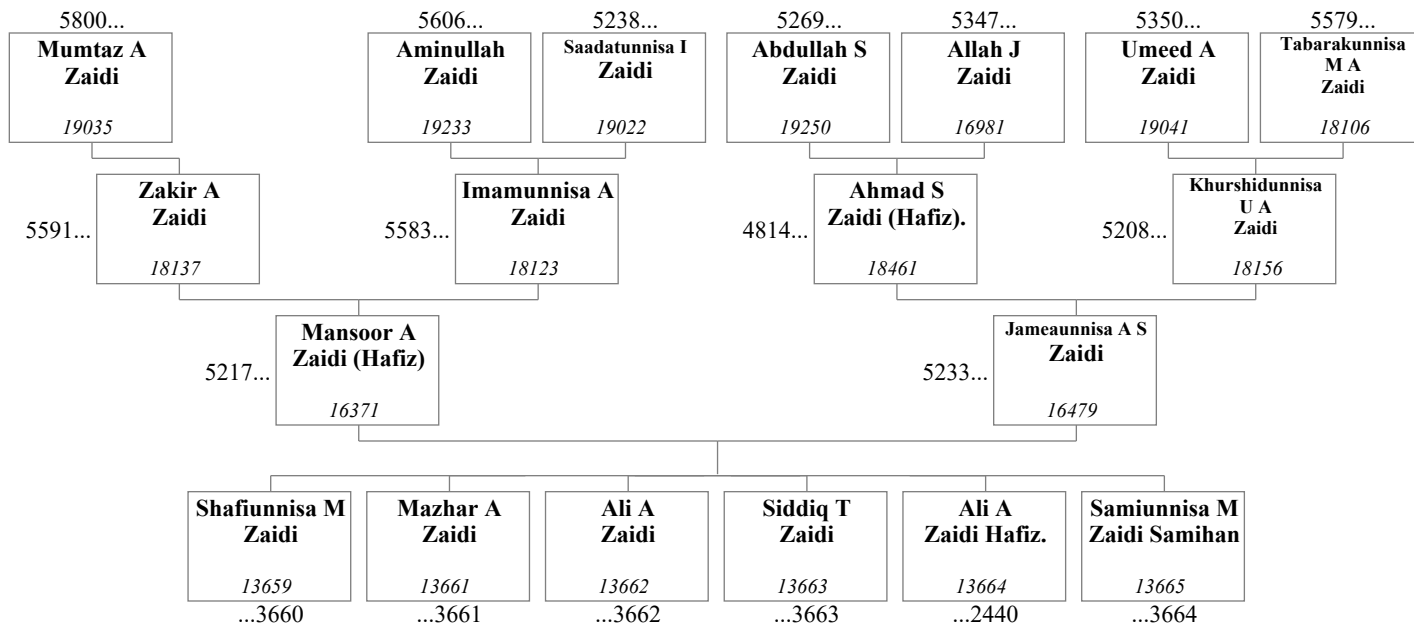 5800...
5606...
5238...
5269...
5347...
5350...
5579...
Mumtaz A
Zaidi
19035
Aminullah
Zaidi
19233
Saadatunnisa I
Zaidi
19022
Abdullah S
Zaidi
19250
Allah J
Zaidi
16981
Umeed A
Zaidi
19041
Tabarakunnisa
M A
Zaidi
18106
5591...
Zakir A
Zaidi
18137
5583...
Imamunnisa A
Zaidi
18123
4814...
Ahmad S
Zaidi (Hafiz).
18461
5208...
Khurshidunnisa
U A
Zaidi
18156
5217...
Mansoor A
Zaidi (Hafiz)
16371
5233...
Jameaunnisa A S
Zaidi
16479
Shafiunnisa M
Zaidi
13659
...3660
Mazhar A
Zaidi
13661
...3661
Ali A
Zaidi
13662
...3662
Siddiq T
Zaidi
13663
...3663
Ali A
Zaidi Hafiz.
13664
...2440
Samiunnisa M
Zaidi Samihan
13665
...3664